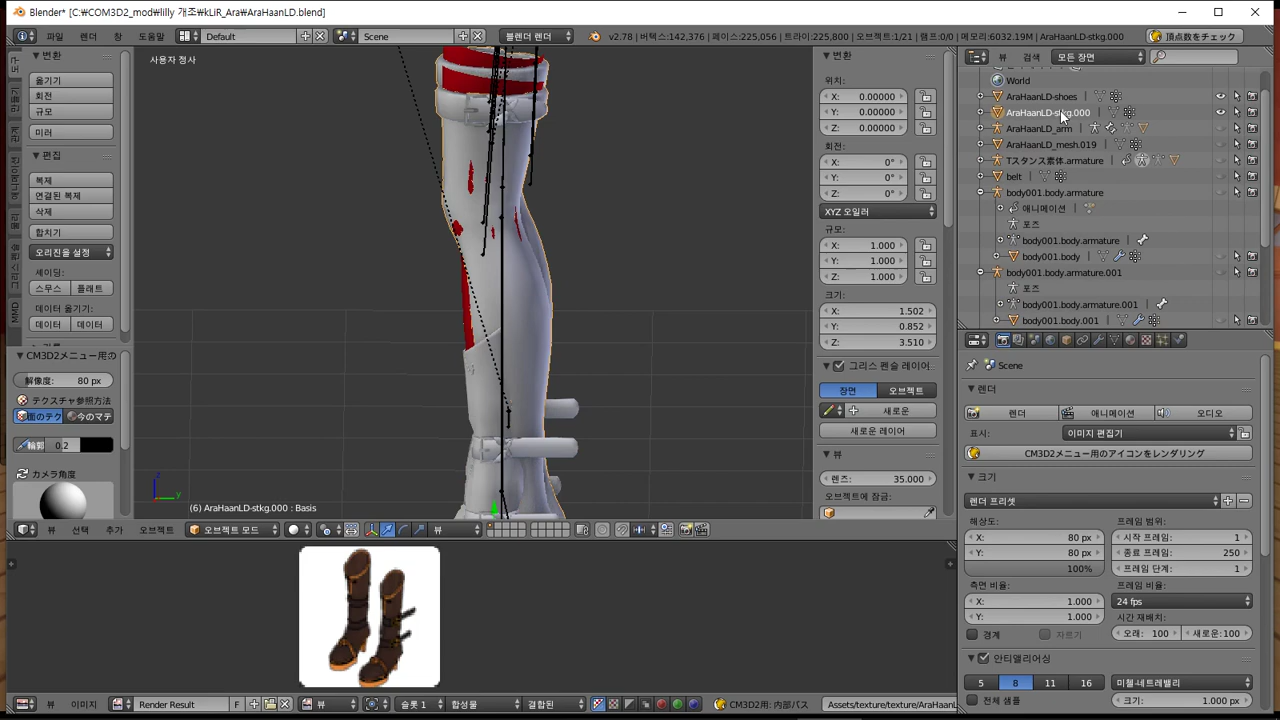 Blender* [C:₩COM3D2_mod₩lilly 개조₩kLiR_Ara₩AraHaanLD.blend]
파일 렌더 창 도움말 Default Scene 블렌더 렌더 v2.78 | 버텍스:142,376 | 페이스:225,056 | 트라이:225,800 | 오브젝트:1/21 | 램프:0/0 | 메모리:6032.19M | AraHaanLD-stkg.000 頂点数をチェック
변환
옮기기
회전
규모
미러
편집
복제
연결된 복제
삭제
합치기
오리진을 설정
셰이딩:
스무스 플래트
데이터 옮기기:
데이터 데이터
CM3D2メニュー用の
解像度: 80 px
テクスチャ参照方法
面のテク 今のマテ
輪郭 0.2
カメラ角度
MMD
사용자 정사
(6) AraHaanLD-stkg.000 : Basis
뷰 선택 추가 오브젝트 오브젝트 모드 뷰
변환
위치:
X: 0.00000
Y: 0.00000
Z: 0.00000
회전:
X: 0°
Y: 0°
Z: 0°
XYZ 오일러
규모:
X: 1.000
Y: 1.000
Z: 1.000
크기:
X: 1.502
Y: 0.852
Z: 3.510
그리스 펜슬 레이어
장면 오브젝트
새로운
새로운 레이어
뷰
렌즈: 35.000
오브젝트에 잠금:
뷰 검색 모든 장면
World
AraHaanLD-shoes
AraHaanLD-stkg.000
AraHaanLD_arm
AraHaanLD_mesh.019
Tスタンス素体.armature
belt
body001.body.armature
애니메이션
포즈
body001.body.armature
body001.body
body001.body.armature.001
포즈
body001.body.armature.001
body001.body.001
Scene
렌더
렌더 애니메이션 오디오
표시: 이미지 편집기
CM3D2メニュー用のアイコンをレンダリング
크기
렌더 프리셋
해상도: 프레임 범위:
X: 80 px 시작 프레임: 1
Y: 80 px 종료 프레임: 250
100% 프레임 단계: 1
측면 비율: 프레임 비율:
X: 1.000 24 fps
Y: 1.000 시간 재배치:
경계 자르기 오래: 100 새로운:100
안티앨리어싱
5 8 11 16 미첼-네트레밸리
전체 샘플 크기: 1.000 px
뷰 이미지 Render Result F 뷰 슬롯 1 합성물 결합된 CM3D2用: 内部パス Assets/texture/texture/AraHaanL